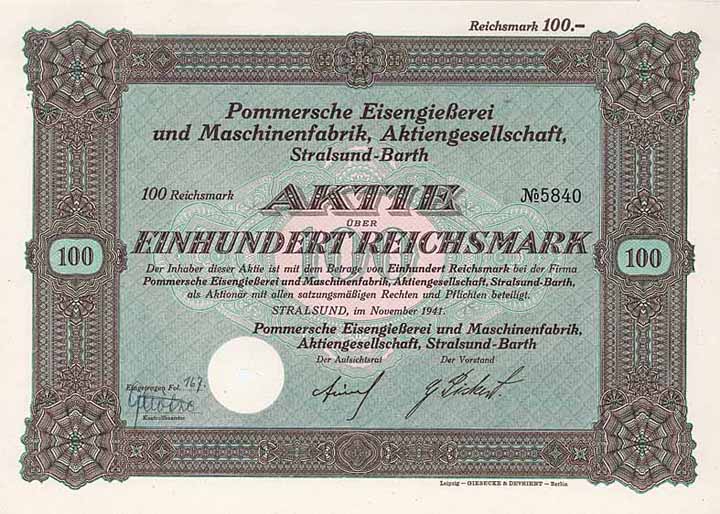 Reichsmark 100.–
Pommersche Eisengießerei
und Maschinenfabrik, Aktiengesellschaft,
Stralsund-Barth
100 Reichsmark AKTIE № 5840
ÜBER
EINHUNDERT REICHSMARK
100 100 100
Der Inhaber dieser Aktie ist mit dem Betrage von Einhundert Reichsmark bei der Firma
Pommersche Eisengießerei und Maschinenfabrik, Aktiengesellschaft, Stralsund-Barth,
als Aktionär mit allen satzungsmäßigen Rechten und Pflichten beteiligt.
STRALSUND, im November 1941.
Pommersche Eisengießerei und Maschinenfabrik,
Aktiengesellschaft, Stralsund-Barth
Der Aufsichtsrat Der Vorstand
Eingetragen Fol. 167.
Kontrollbeamter
Leipzig — GIESECKE & DEVRIENT — Berlin